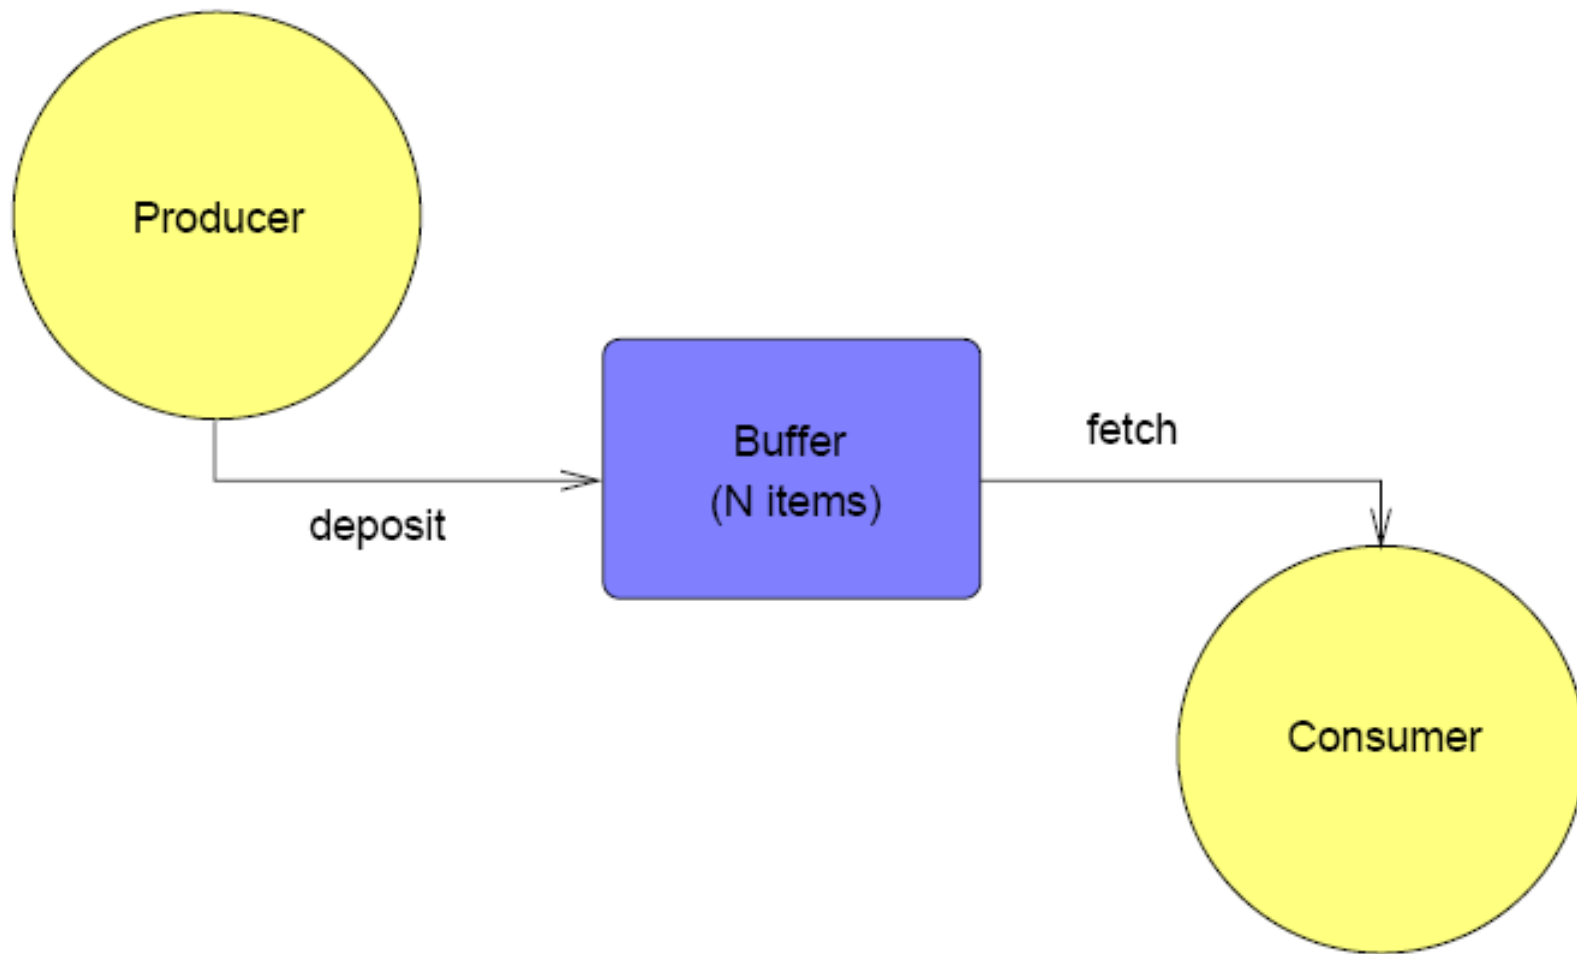 Producer
deposit
Buffer
(N items)
fetch
Consumer